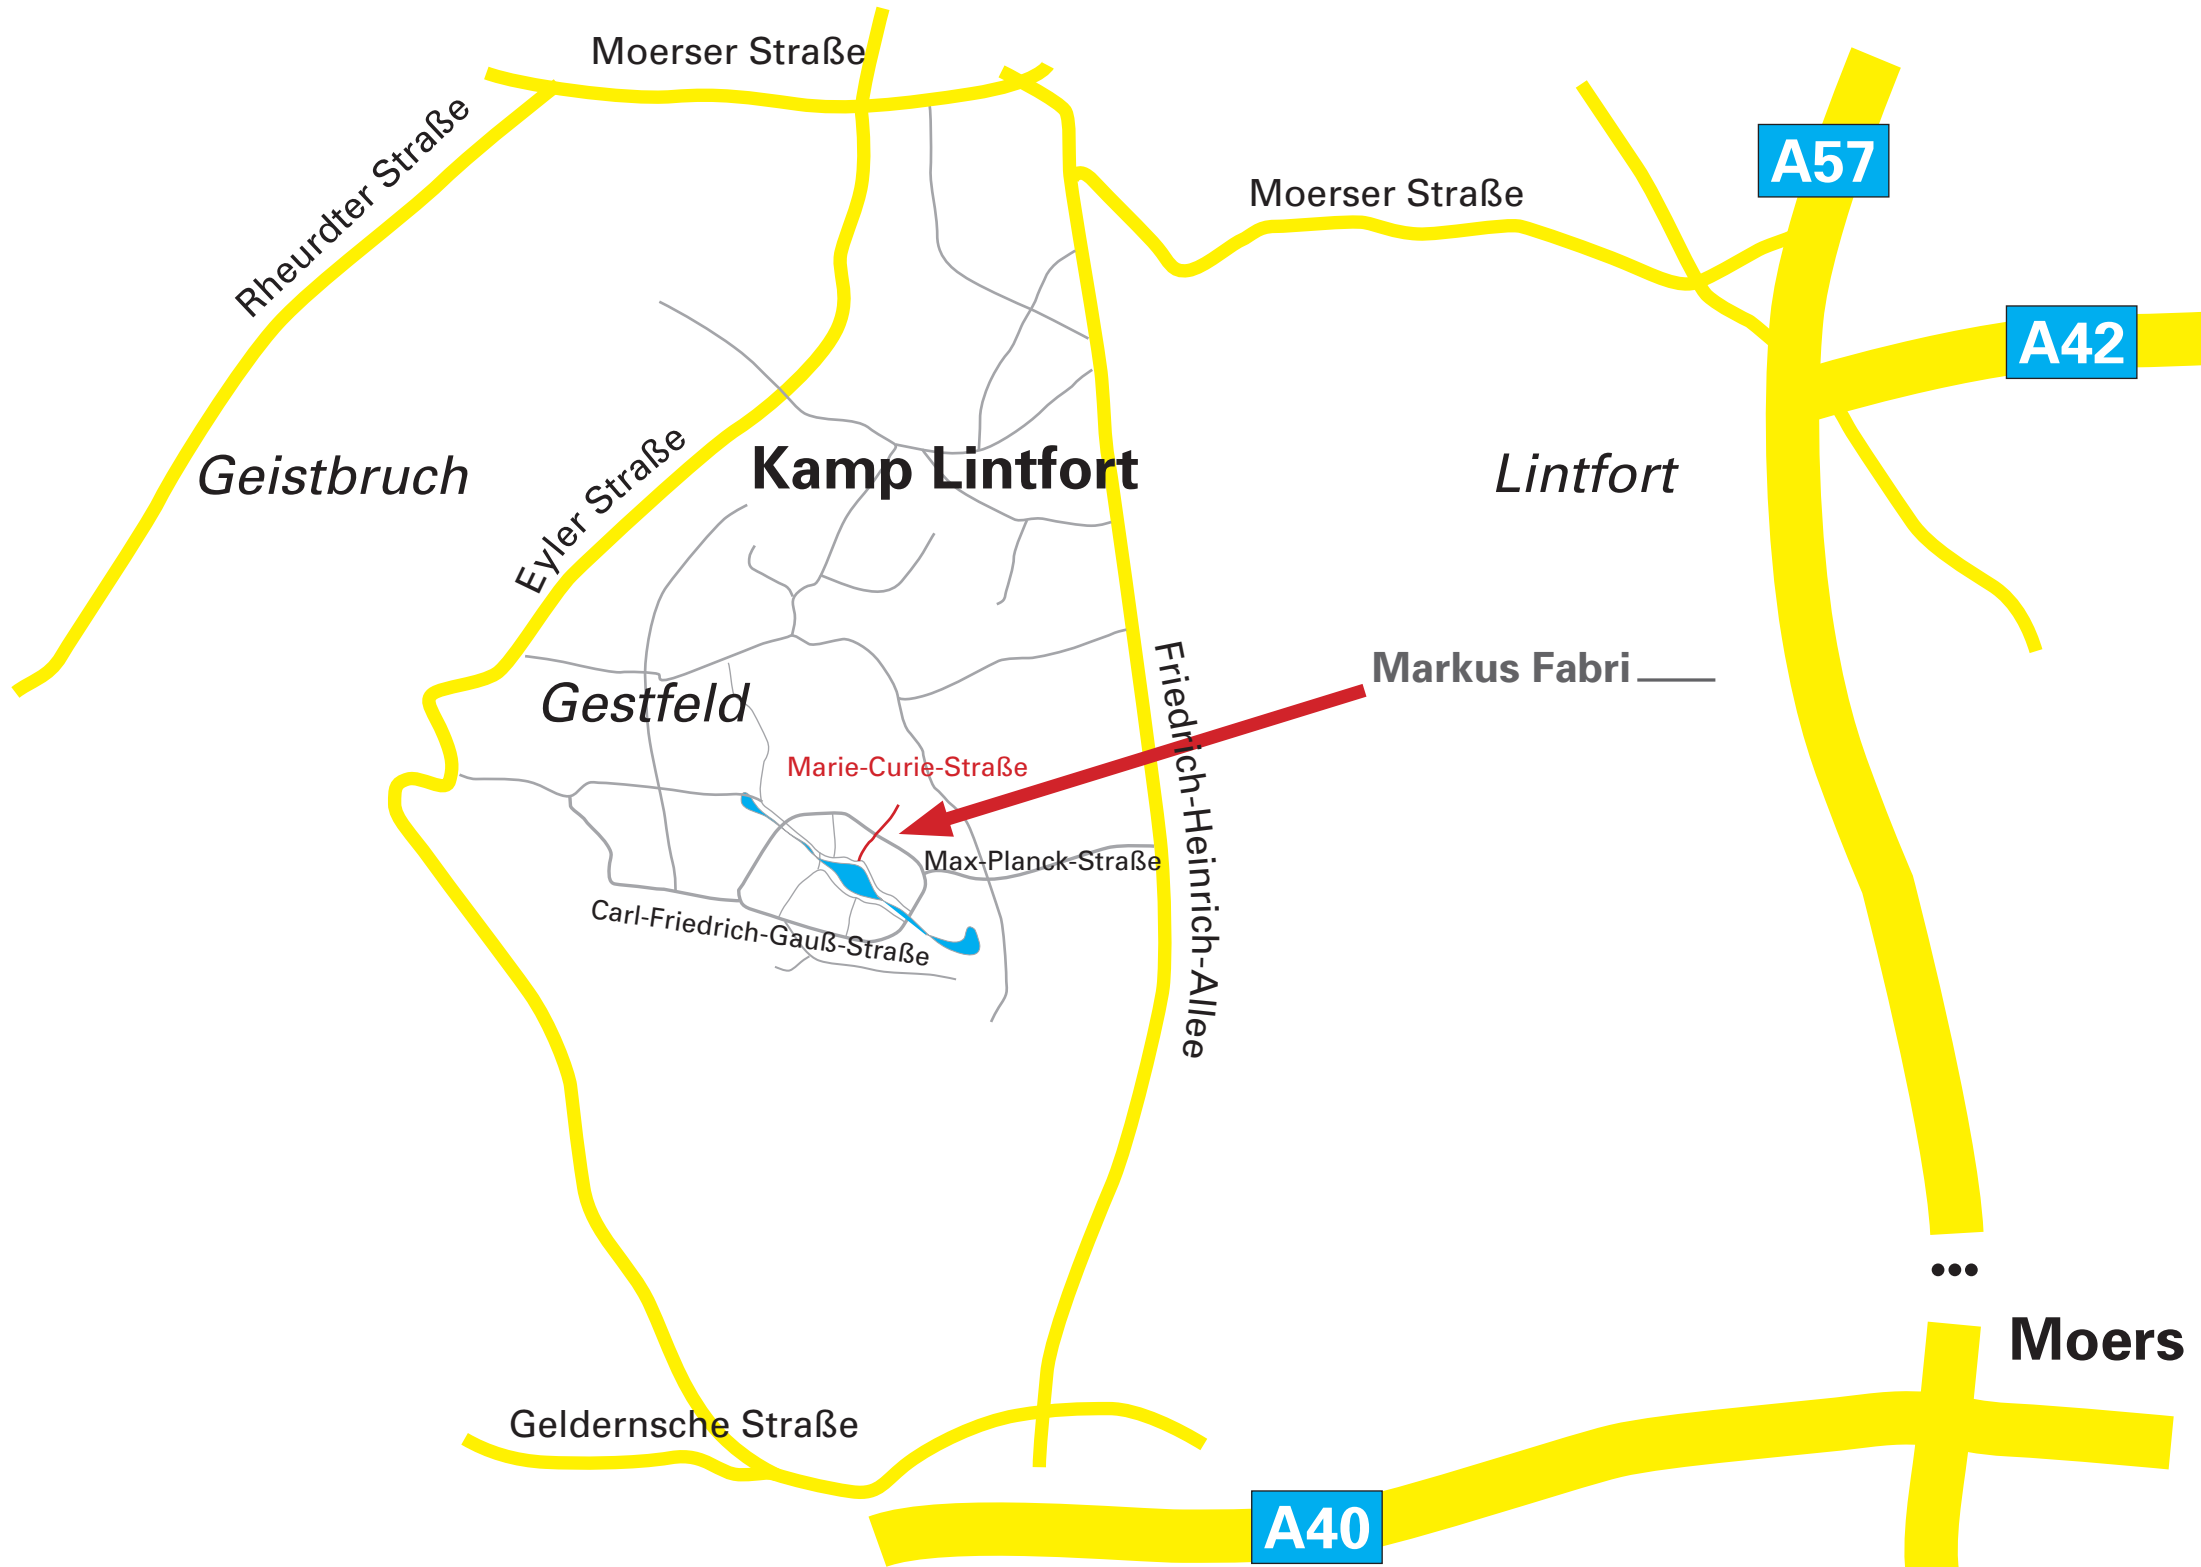 Moerser Straße
Rheurdter Straße
A57
Moerser Straße
A42
Geistbruch
Eyler Straße
Kamp Lintfort
Lintfort
Friedrich-Heinrich-Allee
Markus Fabri
Gestfeld
Marie-Curie-Straße
Max-Planck-Straße
Carl-Friedrich-Gauß-Straße
•••
Moers
Geldernsche Straße
A40